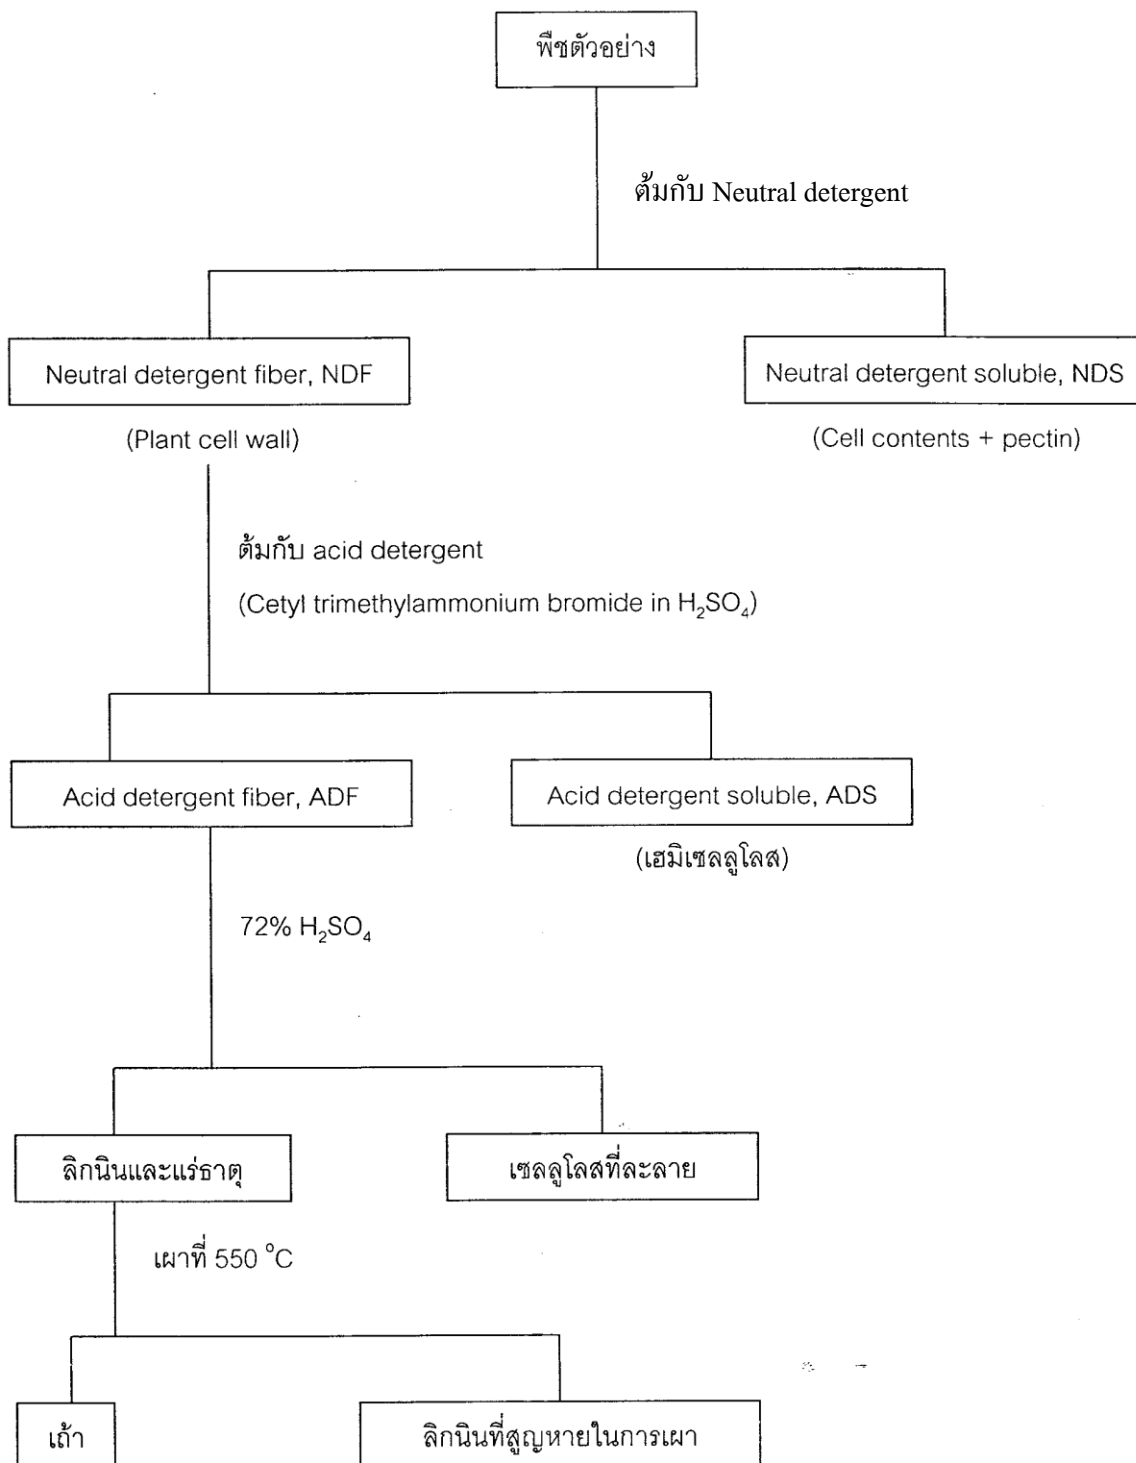 พืชตัวอย่าง
ต้มกับ Neutral detergent
Neutral detergent fiber, NDF
Neutral detergent soluble, NDS
(Plant cell wall)
(Cell contents + pectin)
ต้มกับ acid detergent
(Cetyl trimethylammonium bromide in H₂SO₄)
Acid detergent fiber, ADF
Acid detergent soluble, ADS
(เฮมิเซลลูโลส)
72% H₂SO₄
ลิกนินและแร่ธาตุ
เซลลูโลสที่ละลาย
เผาที่ 550 °C
เถ้า
ลิกนินที่สูญหายในการเผา